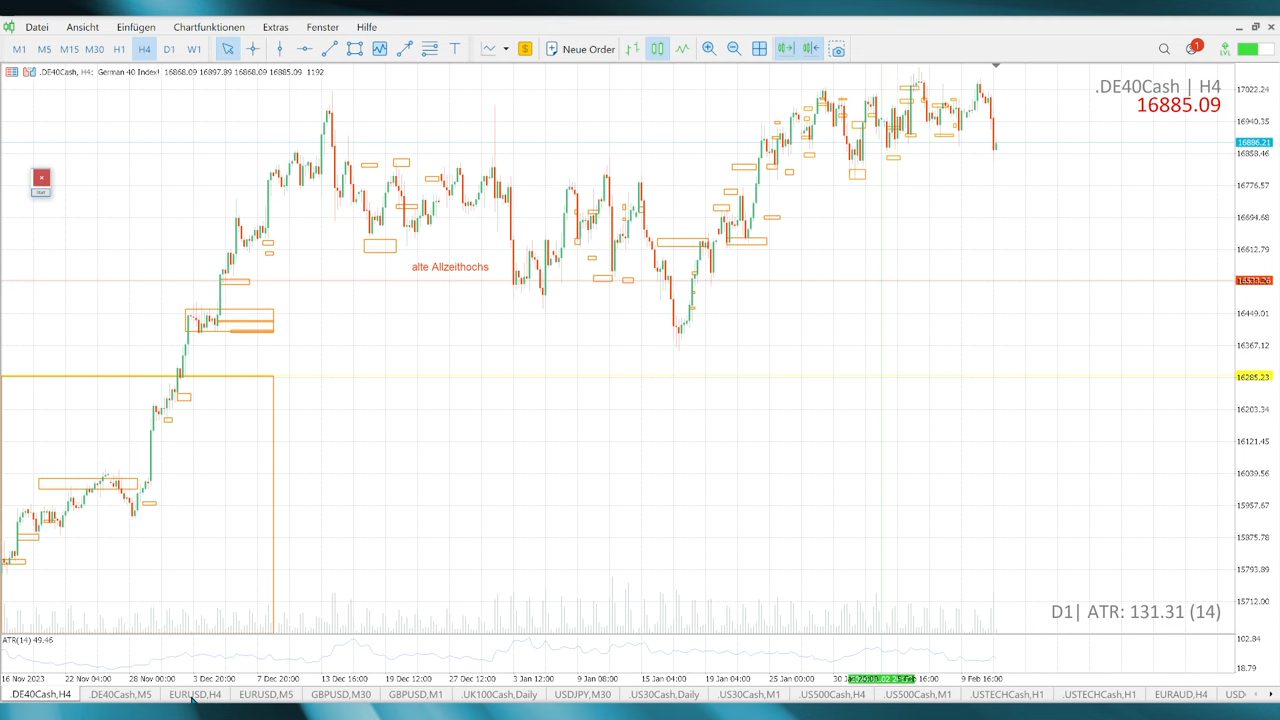 Datei Ansicht Einfügen Chartfunktionen Extras Fenster Hilfe
M1 M5 M15 M30 H1 H4 D1 W1 T $ Neue Order 1 LVL
.DE40Cash, H4: German 40 Index! 16868.09 16897.89 16868.09 16885.09 1192
.DE40Cash | H4
16885.09
17022.24
16940.35
16886.21
16858.46
16776.57
16694.68
16612.79
alte Allzeithochs
16449.01
16367.12
16285.23
16203.34
16121.45
16039.56
15957.67
15875.78
15793.89
15712.00
D1| ATR: 131.31 (14)
ATR(14) 49.46
102.84
18.79
16 Nov 2023 22 Nov 04:00 28 Nov 00:00 3 Dec 20:00 7 Dec 20:00 13 Dec 16:00 19 Dec 16:00 27 Dec 12:00 3 Jan 12:00 9 Jan 08:00 15 Jan 04:00 19 Jan 04:00 25 Jan 00:00 9 Feb 16:00
.DE40Cash,H4 .DE40Cash,M5 EURUSD,H4 EURUSD,M5 GBPUSD,M30 GBPUSD,M1 .UK100Cash,Daily USDJPY,M30 .US30Cash,Daily .US30Cash,M1 .US500Cash,H4 .US500Cash,M1 .USTECHCash,H1 .USTECHCash,H1 EURAUD,H4 USD